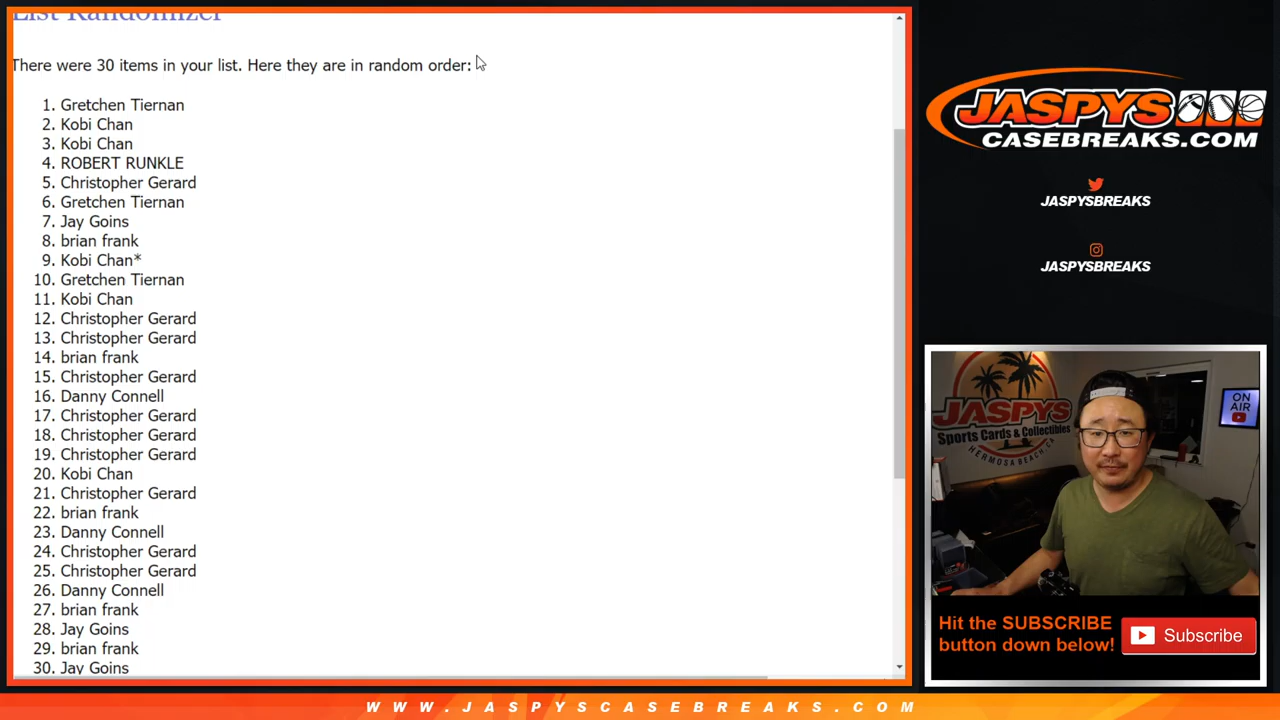 List Randomizer
There were 30 items in your list. Here they are in random order:
1. Gretchen Tiernan
2. Kobi Chan
3. Kobi Chan
4. ROBERT RUNKLE
5. Christopher Gerard
6. Gretchen Tiernan
7. Jay Goins
8. brian frank
9. Kobi Chan*
10. Gretchen Tiernan
11. Kobi Chan
12. Christopher Gerard
13. Christopher Gerard
14. brian frank
15. Christopher Gerard
16. Danny Connell
17. Christopher Gerard
18. Christopher Gerard
19. Christopher Gerard
20. Kobi Chan
21. Christopher Gerard
22. brian frank
23. Danny Connell
24. Christopher Gerard
25. Christopher Gerard
26. Danny Connell
27. brian frank
28. Jay Goins
29. brian frank
30. Jay Goins
JASPYS
CASEBREAKS.COM
JASPYSBREAKS
JASPYSBREAKS
JASPYS
Sports Cards & Collectibles
HERMOSA BEACH, CA
ON
AIR
Hit the SUBSCRIBE
button down below!
Subscribe
WWW.JASPYSCASEBREAKS.COM